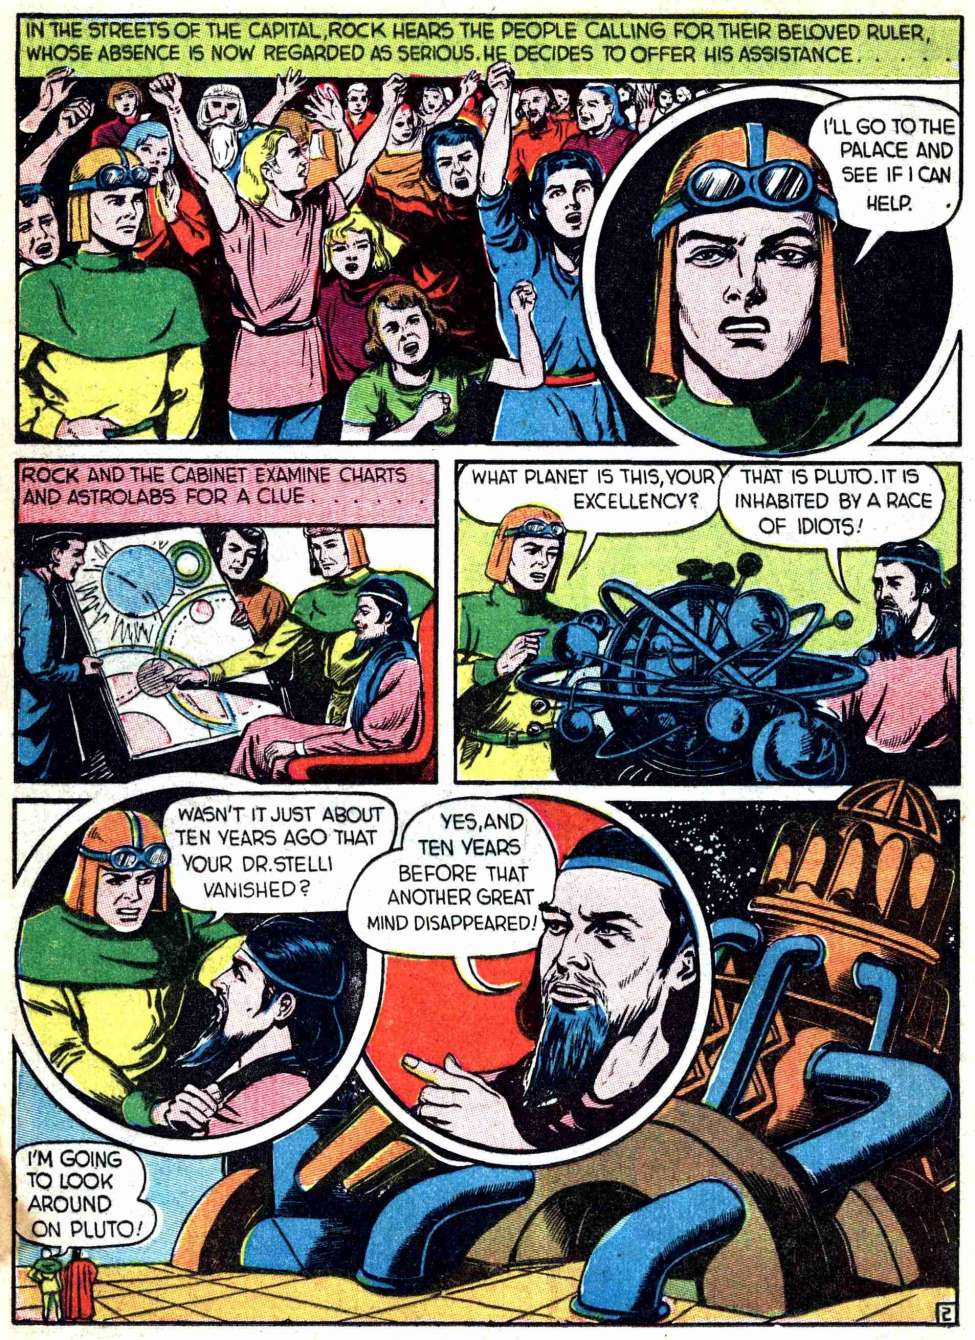 IN THE STREETS OF THE CAPITAL, ROCK HEARS THE PEOPLE CALLING FOR THEIR BELOVED RULER,
WHOSE ABSENCE IS NOW REGARDED AS SERIOUS. HE DECIDES TO OFFER HIS ASSISTANCE. . . . . .
I'LL GO TO THE
PALACE AND
SEE IF I CAN
HELP.
ROCK AND THE CABINET EXAMINE CHARTS
AND ASTROLABS FOR A CLUE. . . . . . .
WHAT PLANET IS THIS, YOUR
EXCELLENCY?
THAT IS PLUTO. IT IS
INHABITED BY A RACE
OF IDIOTS!
WASN'T IT JUST ABOUT
TEN YEARS AGO THAT
YOUR DR. STELLI
VANISHED?
YES, AND
TEN YEARS
BEFORE THAT
ANOTHER GREAT
MIND DISAPPEARED!
I'M GOING
TO LOOK
AROUND
ON PLUTO!
2